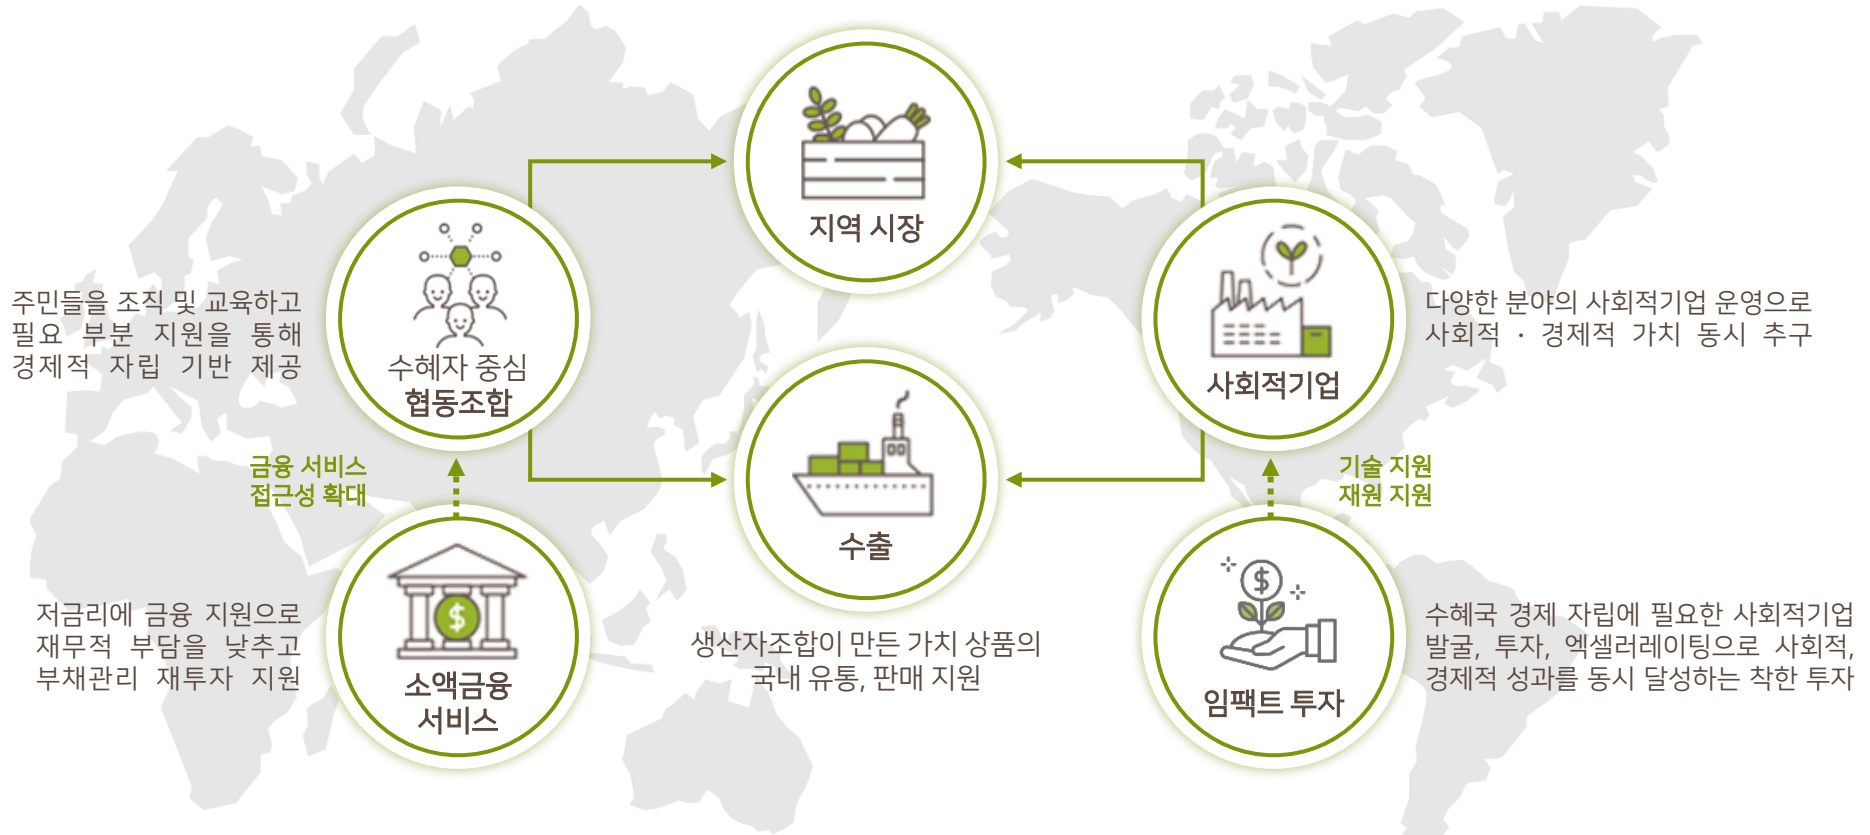 지역 시장
주민들을 조직 및 교육하고
필요 부분 지원을 통해
경제적 자립 기반 제공
수혜자 중심
협동조합
사회적기업
다양한 분야의 사회적기업 운영으로
사회적 · 경제적 가치 동시 추구
금융 서비스
접근성 확대
수출
기술 지원
재원 지원
저금리에 금융 지원으로
재무적 부담을 낮추고
부채관리 재투자 지원
소액금융
서비스
생산자조합이 만든 가치 상품의
국내 유통, 판매 지원
임팩트 투자
수혜국 경제 자립에 필요한 사회적기업
발굴, 투자, 엑셀러레이팅으로 사회적,
경제적 성과를 동시 달성하는 착한 투자